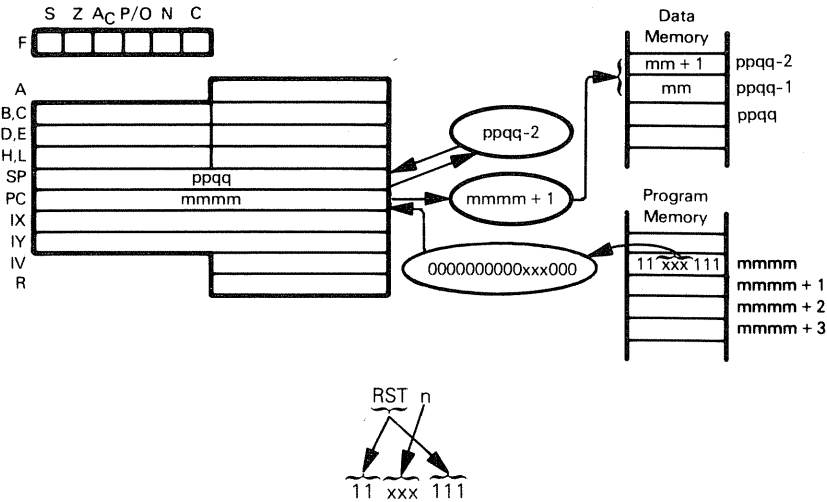 S Z AC P/O N C
F
Data
Memory
mm + 1 ppqq-2
mm ppqq-1
ppqq
A
B,C
D,E
H,L
SP ppqq
PC mmmm
IX
IY
IV
R
ppqq-2
mmmm + 1
0000000000xxx000
Program
Memory
11 xxx 111 mmmm
mmmm + 1
mmmm + 2
mmmm + 3
RST n
11 xxx 111